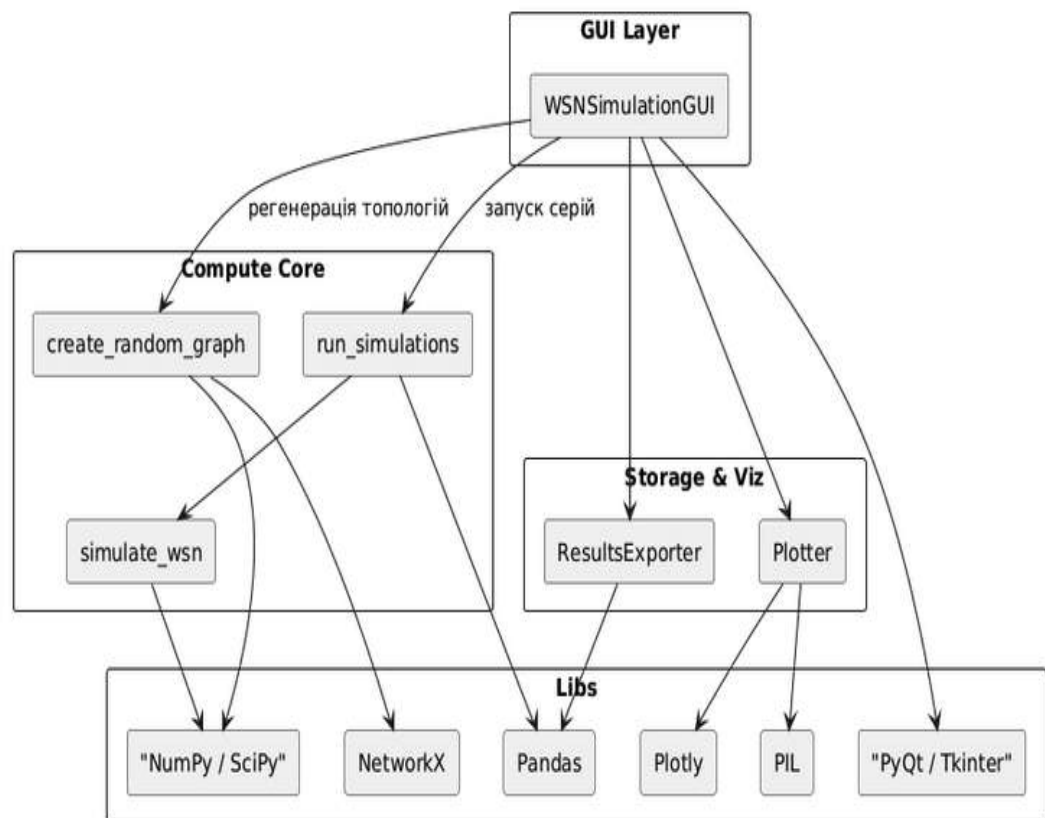 GUI Layer
WSNSimulationGUI
регенерація топологій
запуск серій
Compute Core
create_random_graph
run_simulations
simulate_wsn
Storage & Viz
ResultsExporter
Plotter
Libs
"NumPy / SciPy"
NetworkX
Pandas
Plotly
PIL
"PyQt / Tkinter"